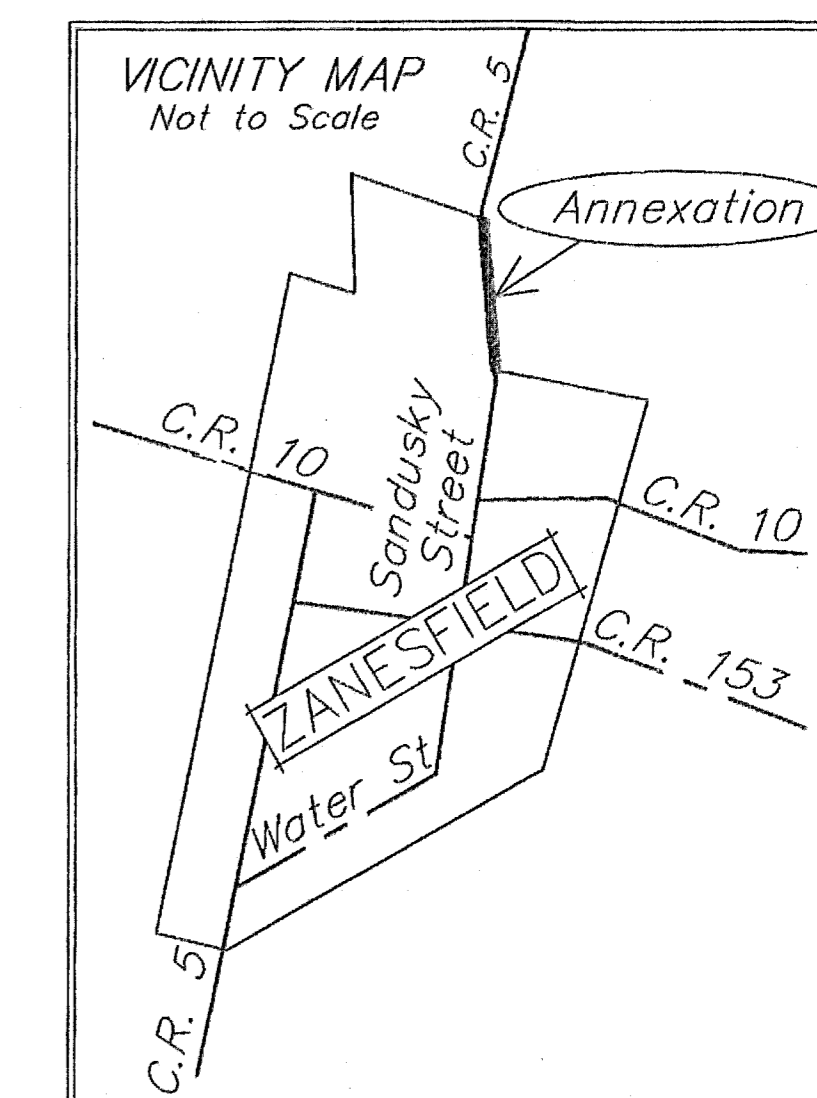 VICINITY MAP
Not to Scale
C.R. 5
Annexation
C.R. 10
Sandusky
Street
C.R. 10
ZANESFIELD
C.R. 153
Water St
C.R. 5